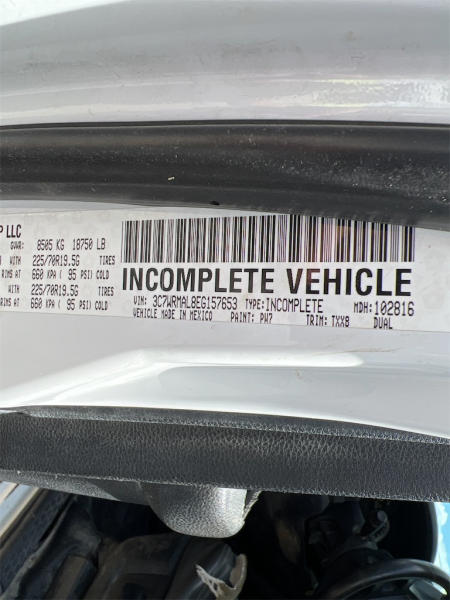 P LLC
GVWR: 8505 KG 18750 LB
WITH 225/70R19.5G TIRES
RIMS AT 660 KPA ( 95 PSI) COLD
WITH 225/70R19.5G TIRES
RIMS AT 660 KPA ( 95 PSI) COLD
INCOMPLETE VEHICLE
VIN: 3C7WRMAL8EG157653 TYPE: INCOMPLETE MDH: 102816
VEHICLE MADE IN MEXICO PAINT: PW7 TRIM: TXX8 DUAL